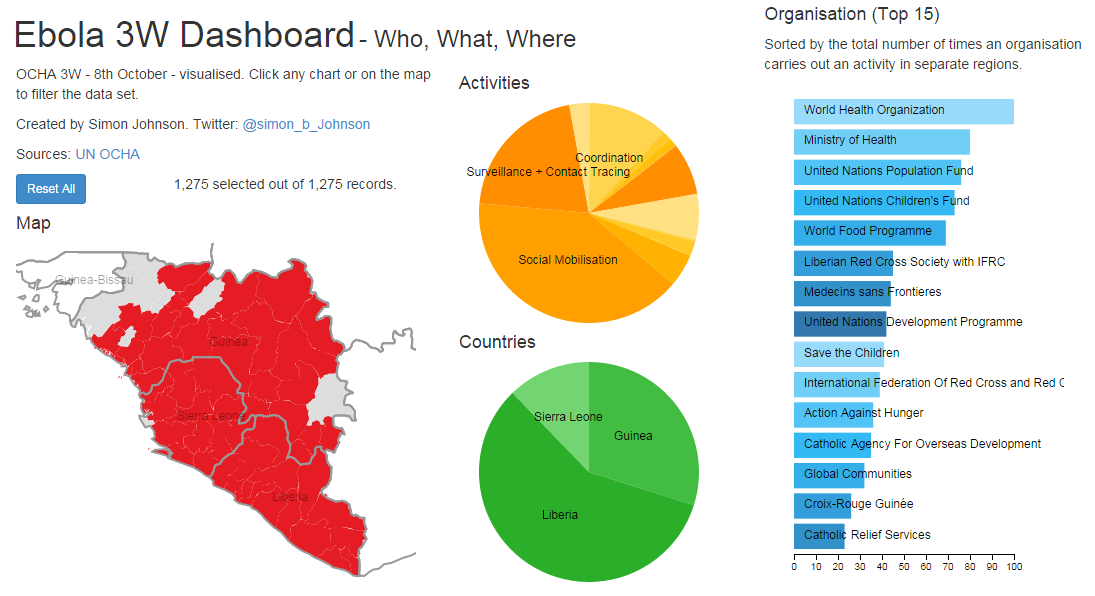 Ebola 3W Dashboard - Who, What, Where
OCHA 3W - 8th October - visualised. Click any chart or on the map
to filter the data set.
Created by Simon Johnson. Twitter: @simon_b_Johnson
Sources: UN OCHA
Reset All
1,275 selected out of 1,275 records.
Map
Guinea-Bissau
Guinea
Sierra Leone
Liberia
Activities
Coordination
Surveillance + Contact Tracing
Social Mobilisation
Countries
Sierra Leone
Guinea
Liberia
Organisation (Top 15)
Sorted by the total number of times an organisation
carries out an activity in separate regions.
World Health Organization
Ministry of Health
United Nations Population Fund
United Nations Children's Fund
World Food Programme
Liberian Red Cross Society with IFRC
Medecins sans Frontieres
United Nations Development Programme
Save the Children
International Federation Of Red Cross and Red C
Action Against Hunger
Catholic Agency For Overseas Development
Global Communities
Croix-Rouge Guinée
Catholic Relief Services
0 10 20 30 40 50 60 70 80 90 100